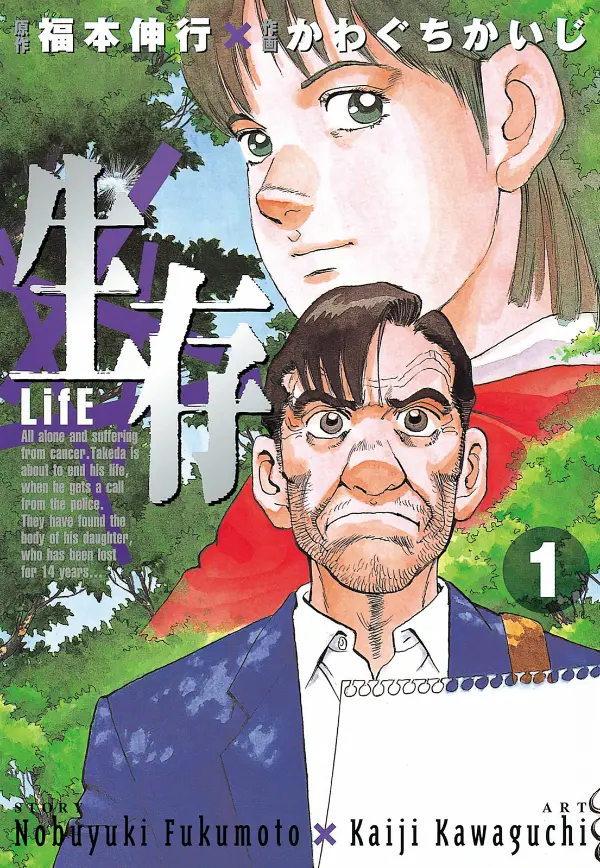 原作 福本伸行×作画 かわぐちかいじ
生存
LifE
All alone and suffering
from cancer.Takeda is
about to end his life,
when he gets a call
from the police.
They have found the
body of his daughter,
who has been lost
for 14 years...
1
STORY ART
Nobuyuki Fukumoto × Kaiji Kawaguchi